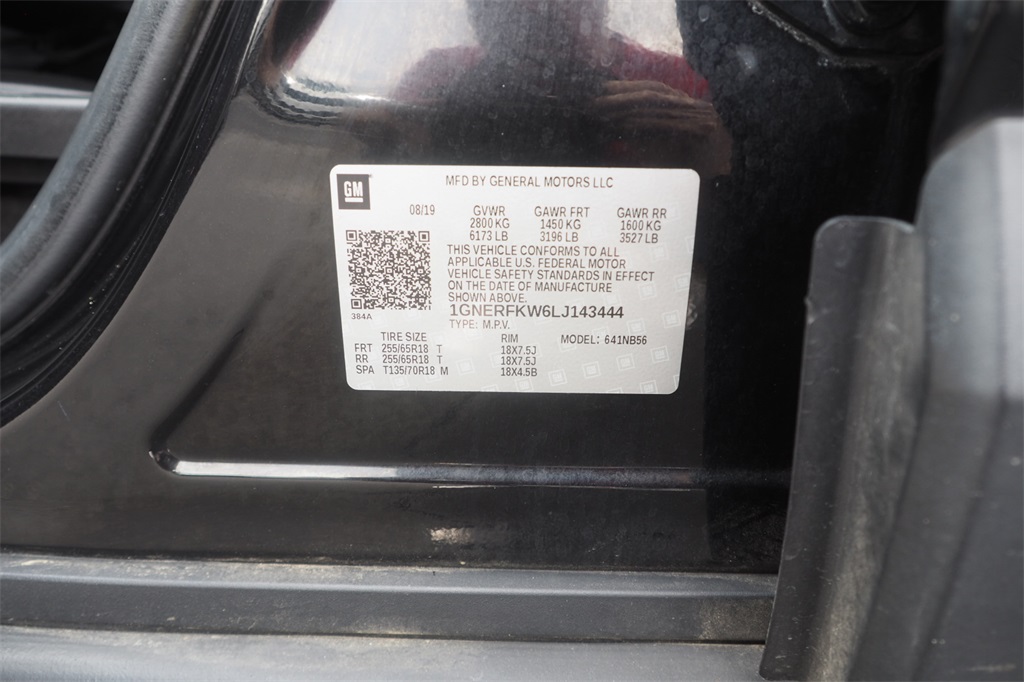 GM
MFD BY GENERAL MOTORS LLC
08/19 GVWR GAWR FRT GAWR RR
2800 KG 1450 KG 1600 KG
6173 LB 3196 LB 3527 LB
THIS VEHICLE CONFORMS TO ALL
APPLICABLE U.S. FEDERAL MOTOR
VEHICLE SAFETY STANDARDS IN EFFECT
ON THE DATE OF MANUFACTURE
SHOWN ABOVE.
384A
1GNERFKW6LJ143444
TYPE: M.P.V. MODEL: 641NB56
TIRE SIZE RIM
FRT 255/65R18 T 18X7.5J
RR 255/65R18 T 18X7.5J
SPA T135/70R18 M 18X4.5B